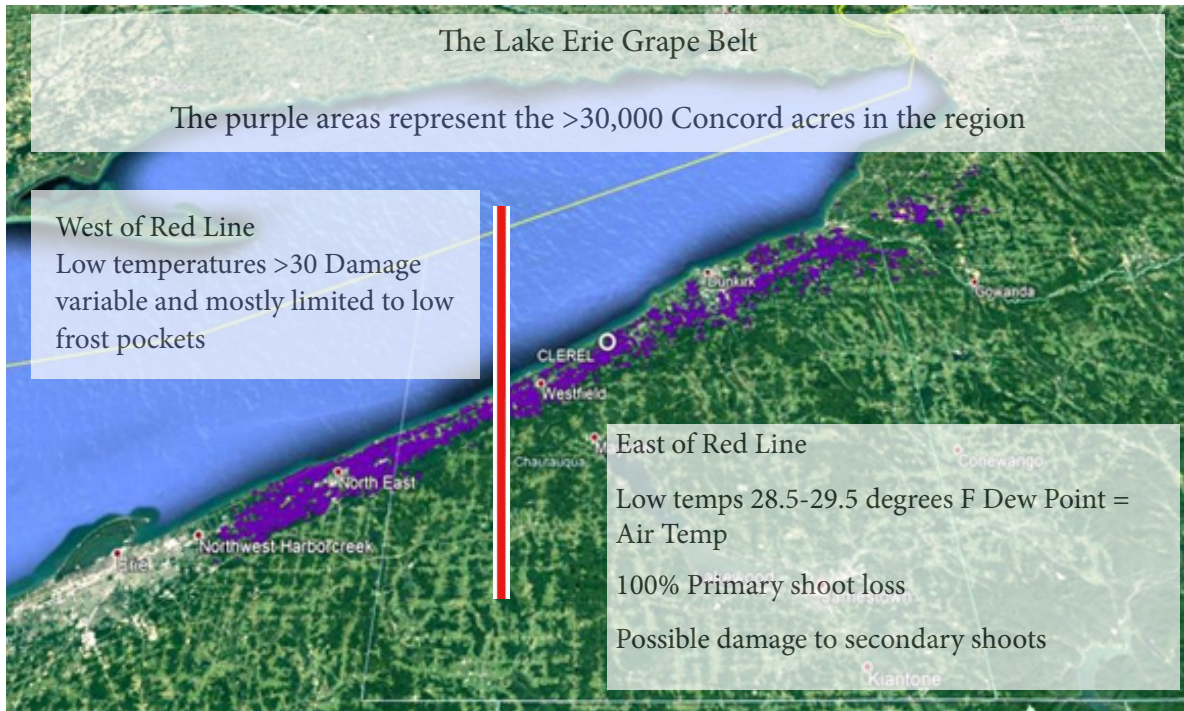 The Lake Erie Grape Belt
The purple areas represent the >30,000 Concord acres in the region
West of Red Line
Low temperatures >30 Damage
variable and mostly limited to low
frost pockets
Dunkirk
Gowanda
CLEREL
Westfield
Chautauqua
North East
Northwest Harborcreek
Erie
East of Red Line
Conewango
Low temps 28.5-29.5 degrees F Dew Point =
Air Temp
100% Primary shoot loss
Jamestown
Possible damage to secondary shoots
Kiantone